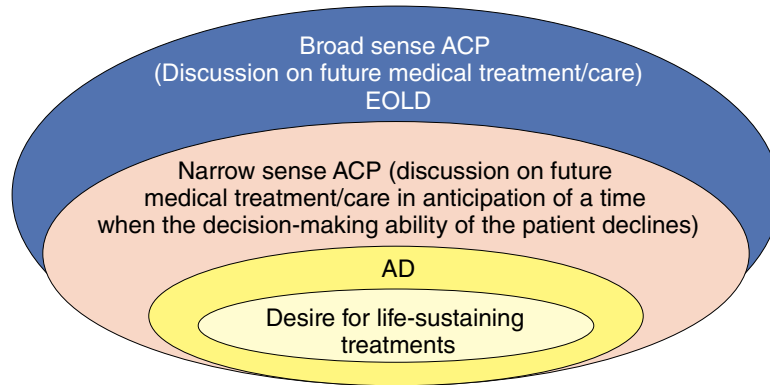 Broad sense ACP
(Discussion on future medical treatment/care)
EOLD
Narrow sense ACP (discussion on future
medical treatment/care in anticipation of a time
when the decision-making ability of the patient declines)
AD
Desire for life-sustaining
treatments